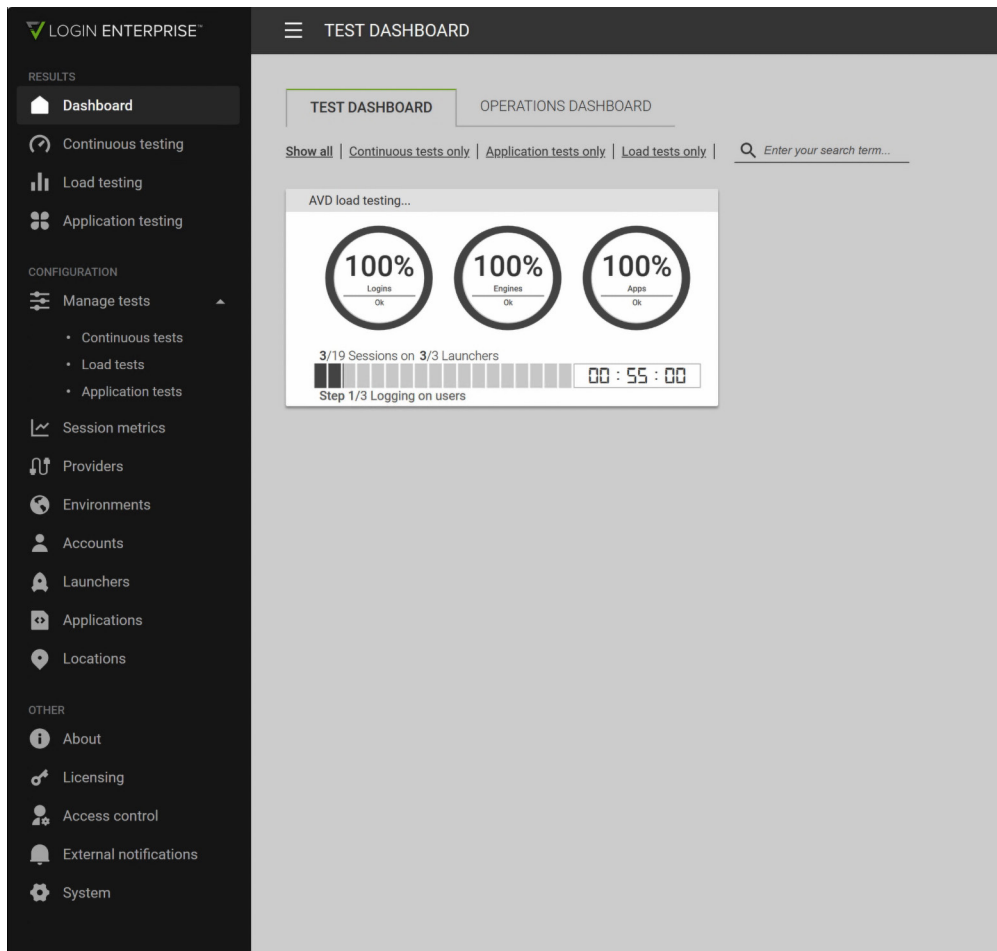 LOGIN ENTERPRISE™
TEST DASHBOARD
RESULTS
Dashboard
Continuous testing
Load testing
Application testing
CONFIGURATION
Manage tests
• Continuous tests
• Load tests
• Application tests
Session metrics
Providers
Environments
Accounts
Launchers
Applications
Locations
OTHER
About
Licensing
Access control
External notifications
System
TEST DASHBOARD
OPERATIONS DASHBOARD
Show all | Continuous tests only | Application tests only | Load tests only |
Enter your search term...
AVD load testing...
100%
Logins
Ok
100%
Engines
Ok
100%
Apps
Ok
3/19 Sessions on 3/3 Launchers
00 : 55 : 00
Step 1/3 Logging on users